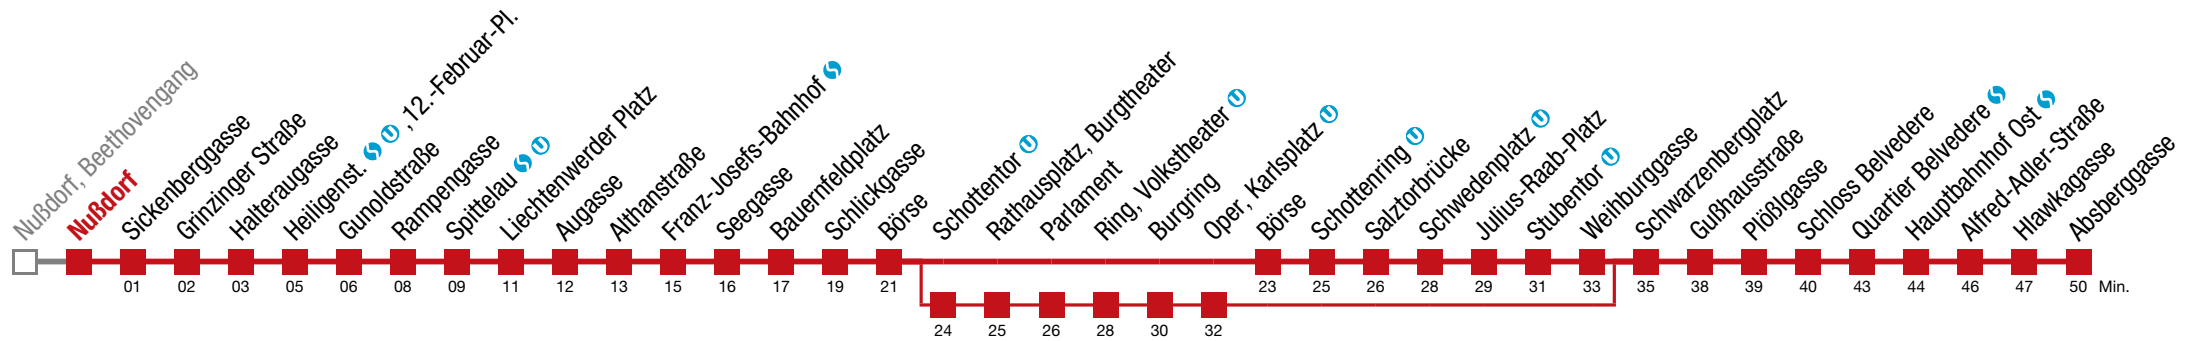 Nußdorf, Beethovengang
Nußdorf
Sickenberggasse
Grinzinger Straße
Halteraugasse
Heiligenst. S U , 12.-Februar-Pl.
Gunoldstraße
Rampengasse
Spittelau S U
Liechtenwerder Platz
Augasse
Althanstraße
Franz-Josefs-Bahnhof S
Seegasse
Bauernfeldplatz
Schlickgasse
Börse
Schottentor U
Rathausplatz, Burgtheater
Parlament
Ring, Volkstheater U
Burgring
Oper, Karlsplatz U
Börse
Schottenring U
Salztorbrücke
Schwedenplatz U
Julius-Raab-Platz
Stubentor U
Weihburggasse
Schwarzenbergplatz
Gußhausstraße
Plößlgasse
Schloss Belvedere
Quartier Belvedere S
Hauptbahnhof Ost S
Alfred-Adler-Straße
Hlawkagasse
Absberggasse
01 02 03 05 06 08 09 11 12 13 15 16 17 19 21 23 25 26 28 29 31 33 35 38 39 40 43 44 46 47 50 Min.
24 25 26 28 30 32